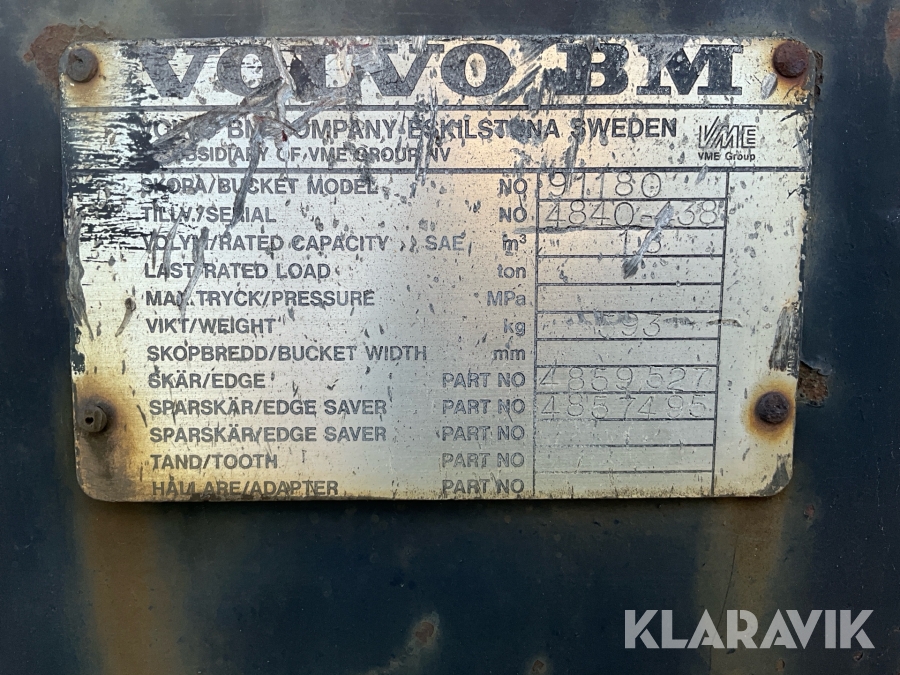 VOLVO BM
VOLVO BM COMPANY ESKILSTUNA SWEDEN
SUBSIDIARY OF VME GROUP NV
VME
VME Group
SKOPA/BUCKET MODEL NO 91180
TILLV./SERIAL NO
VOLYM/RATED CAPACITY SAE m³
LAST RATED LOAD ton
MAX.TRYCK/PRESSURE MPa
VIKT/WEIGHT kg
SKOPBREDD/BUCKET WIDTH mm
SKÄR/EDGE PART NO 4859527
SPARSKÄR/EDGE SAVER PART NO 4857495
SPARSKÄR/EDGE SAVER PART NO
TAND/TOOTH PART NO
HÅLLARE/ADAPTER PART NO
KLARAVIK